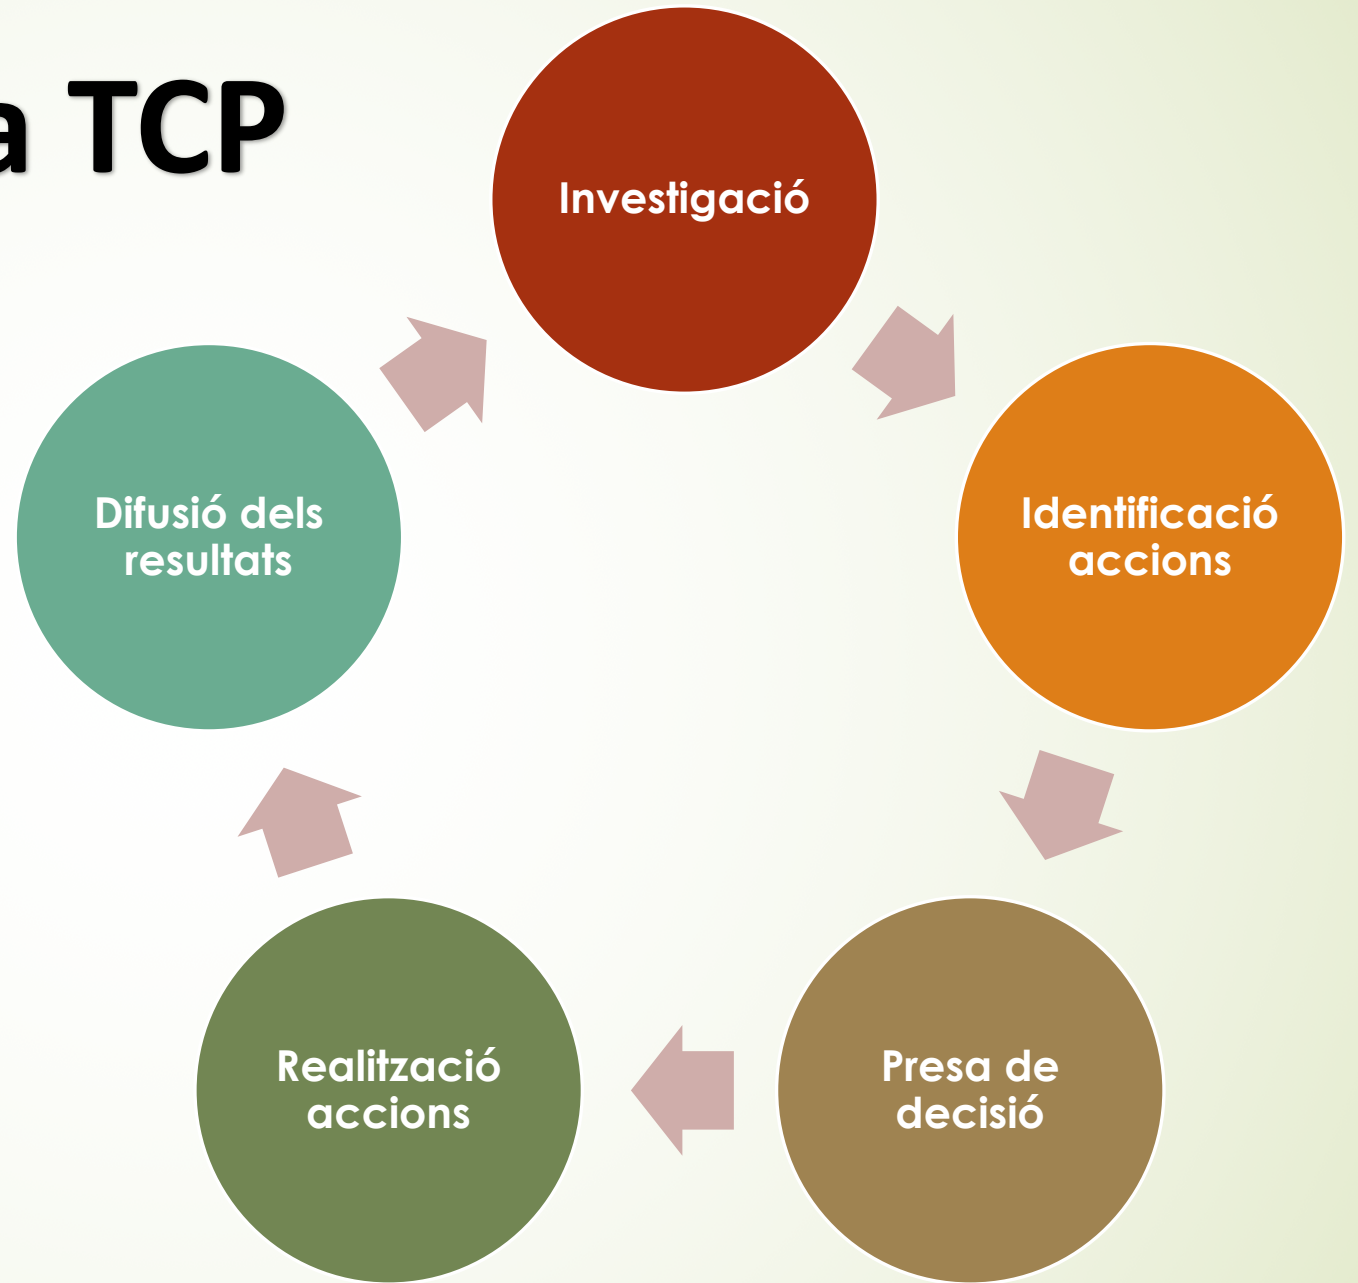 a TCP
Investigació
Identificació
accions
Presa de
decisió
Realització
accions
Difusió dels
resultats